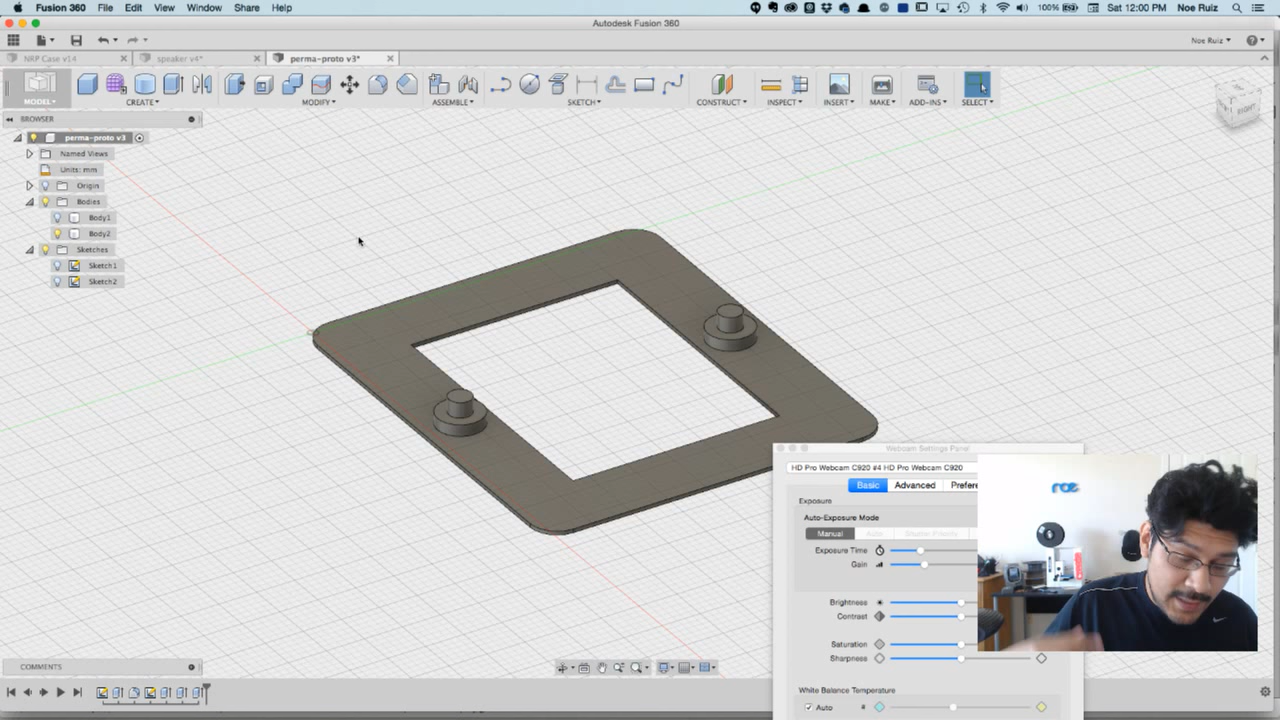 Fusion 360 File Edit View Window Share Help 100% Sat 12:00 PM Noe Ruiz
Autodesk Fusion 360
Noe Ruiz
NRP Case v14 speaker v4* perma-proto v3*
MODEL CREATE MODIFY ASSEMBLE SKETCH CONSTRUCT INSPECT INSERT MAKE ADD-INS SELECT
RIGHT
BROWSER
perma-proto v3
Named Views
Units: mm
Origin
Bodies
Body1
Body2
Sketches
Sketch1
Sketch2
Webcam Settings Panel
HD Pro Webcam C920 #4 HD Pro Webcam C920
Basic Advanced Prefere
Exposure
Auto-Exposure Mode
Manual Auto Shutter Priority
Exposure Time
Gain
Brightness
Contrast
Saturation
Sharpness
White Balance Temperature
Auto
noe
COMMENTS